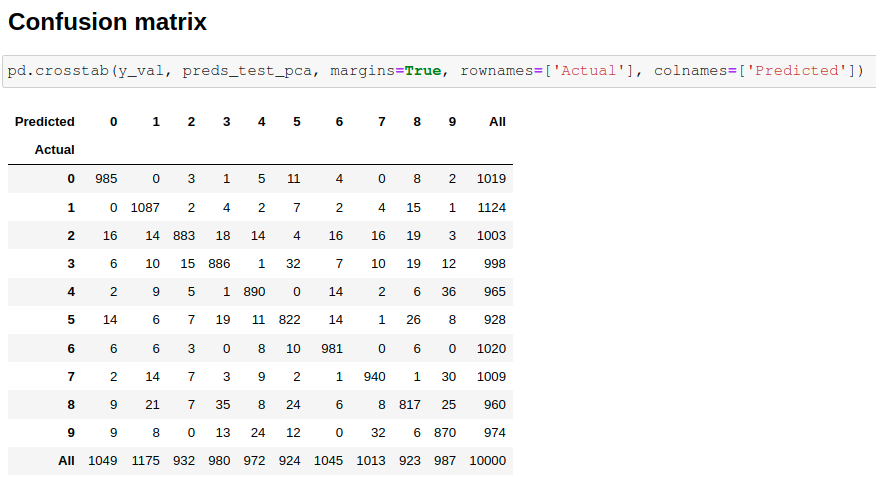 Confusion matrix
pd.crosstab(y_val, preds_test_pca, margins=True, rownames=['Actual'], colnames=['Predicted'])
Predicted 0 1 2 3 4 5 6 7 8 9 All
Actual
0 985 0 3 1 5 11 4 0 8 2 1019
1 0 1087 2 4 2 7 2 4 15 1 1124
2 16 14 883 18 14 4 16 16 19 3 1003
3 6 10 15 886 1 32 7 10 19 12 998
4 2 9 5 1 890 0 14 2 6 36 965
5 14 6 7 19 11 822 14 1 26 8 928
6 6 6 3 0 8 10 981 0 6 0 1020
7 2 14 7 3 9 2 1 940 1 30 1009
8 9 21 7 35 8 24 6 8 817 25 960
9 9 8 0 13 24 12 0 32 6 870 974
All 1049 1175 932 980 972 924 1045 1013 923 987 10000